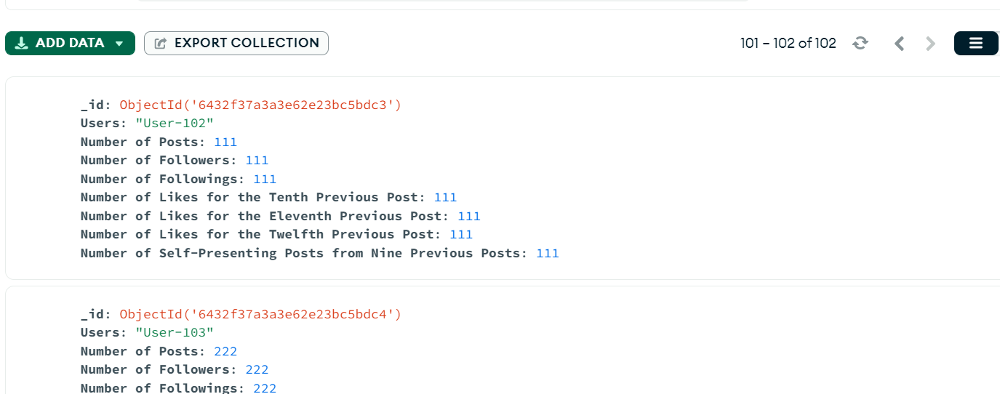 ADD DATA
EXPORT COLLECTION
101 – 102 of 102
_id: ObjectId('6432f37a3a3e62e23bc5bdc3')
Users: "User-102"
Number of Posts: 111
Number of Followers: 111
Number of Followings: 111
Number of Likes for the Tenth Previous Post: 111
Number of Likes for the Eleventh Previous Post: 111
Number of Likes for the Twelfth Previous Post: 111
Number of Self-Presenting Posts from Nine Previous Posts: 111
_id: ObjectId('6432f37a3a3e62e23bc5bdc4')
Users: "User-103"
Number of Posts: 222
Number of Followers: 222
Number of Followings: 222